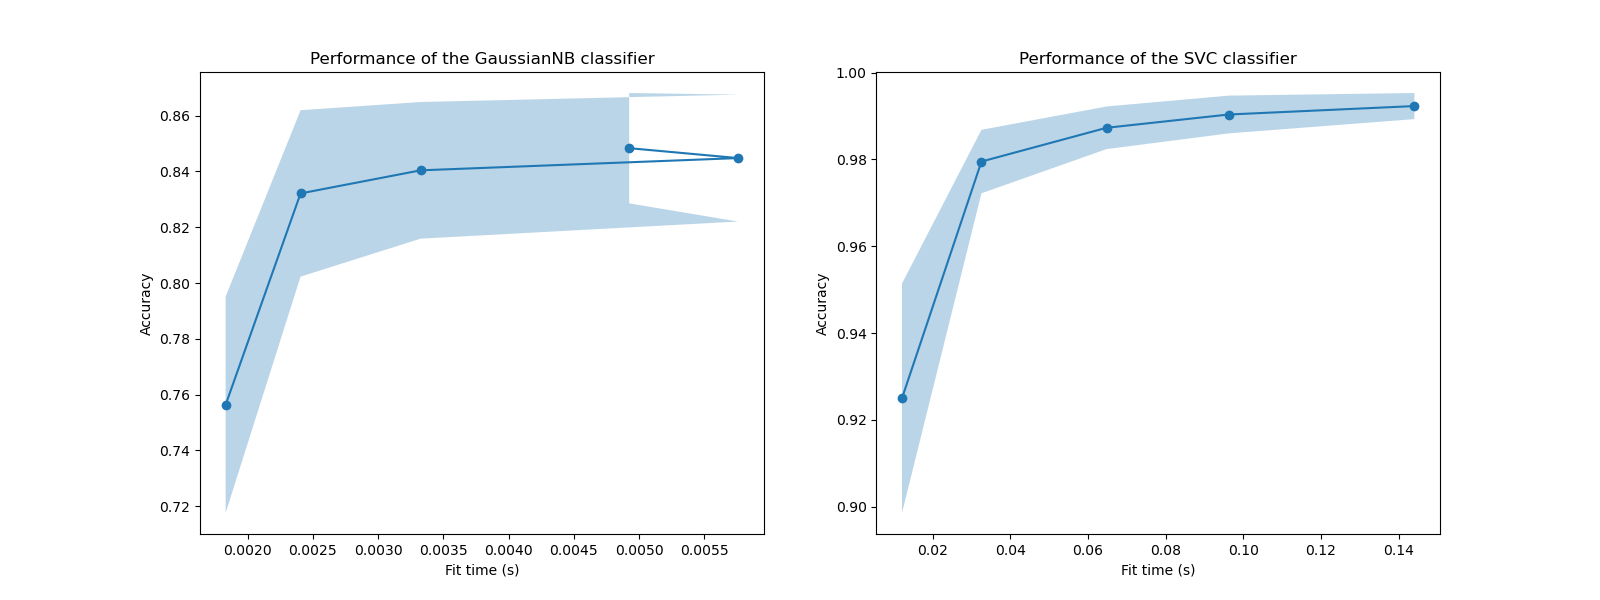 Performance of the GaussianNB classifier
Accuracy
0.86
0.84
0.82
0.80
0.78
0.76
0.74
0.72
0.0020 0.0025 0.0030 0.0035 0.0040 0.0045 0.0050 0.0055
Fit time (s)
Performance of the SVC classifier
Accuracy
1.00
0.98
0.96
0.94
0.92
0.90
0.02 0.04 0.06 0.08 0.10 0.12 0.14
Fit time (s)